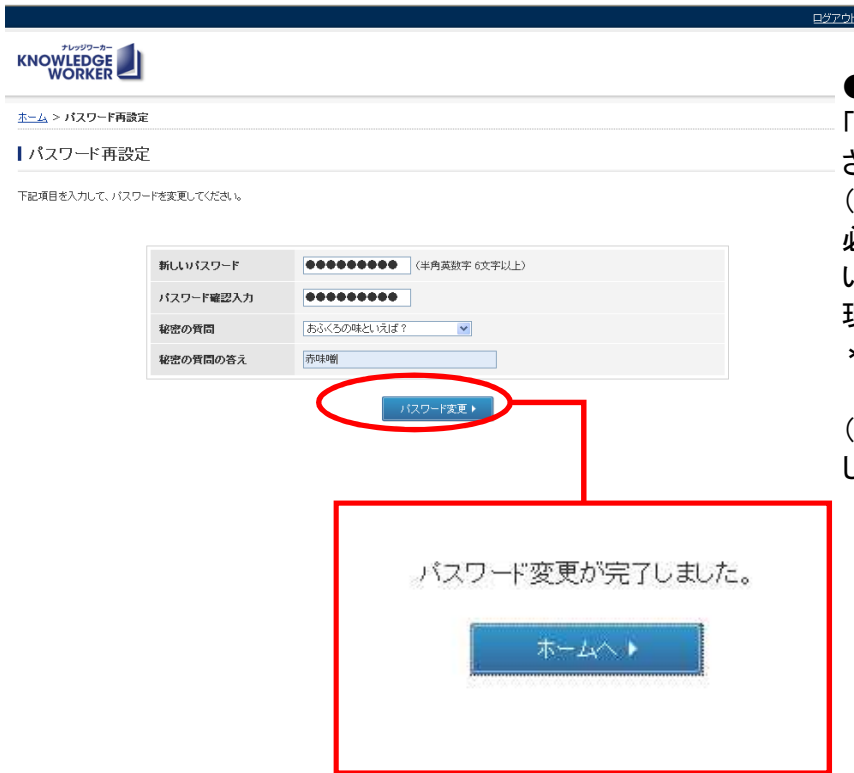 ログアウト
ナレッジワーカー
KNOWLEDGE
WORKER
ホーム > パスワード再設定
パスワード再設定
下記項目を入力して、パスワードを変更してください。
新しいパスワード ●●●●●●●●● (半角英数字 6文字以上)
パスワード確認入力 ●●●●●●●●●
秘密の質問 おふくろの味といえば?
秘密の質問の答え 赤味噌
パスワード変更
パスワード変更が完了しました。
ホームへ
●
「
さ
(
い
*
(
し